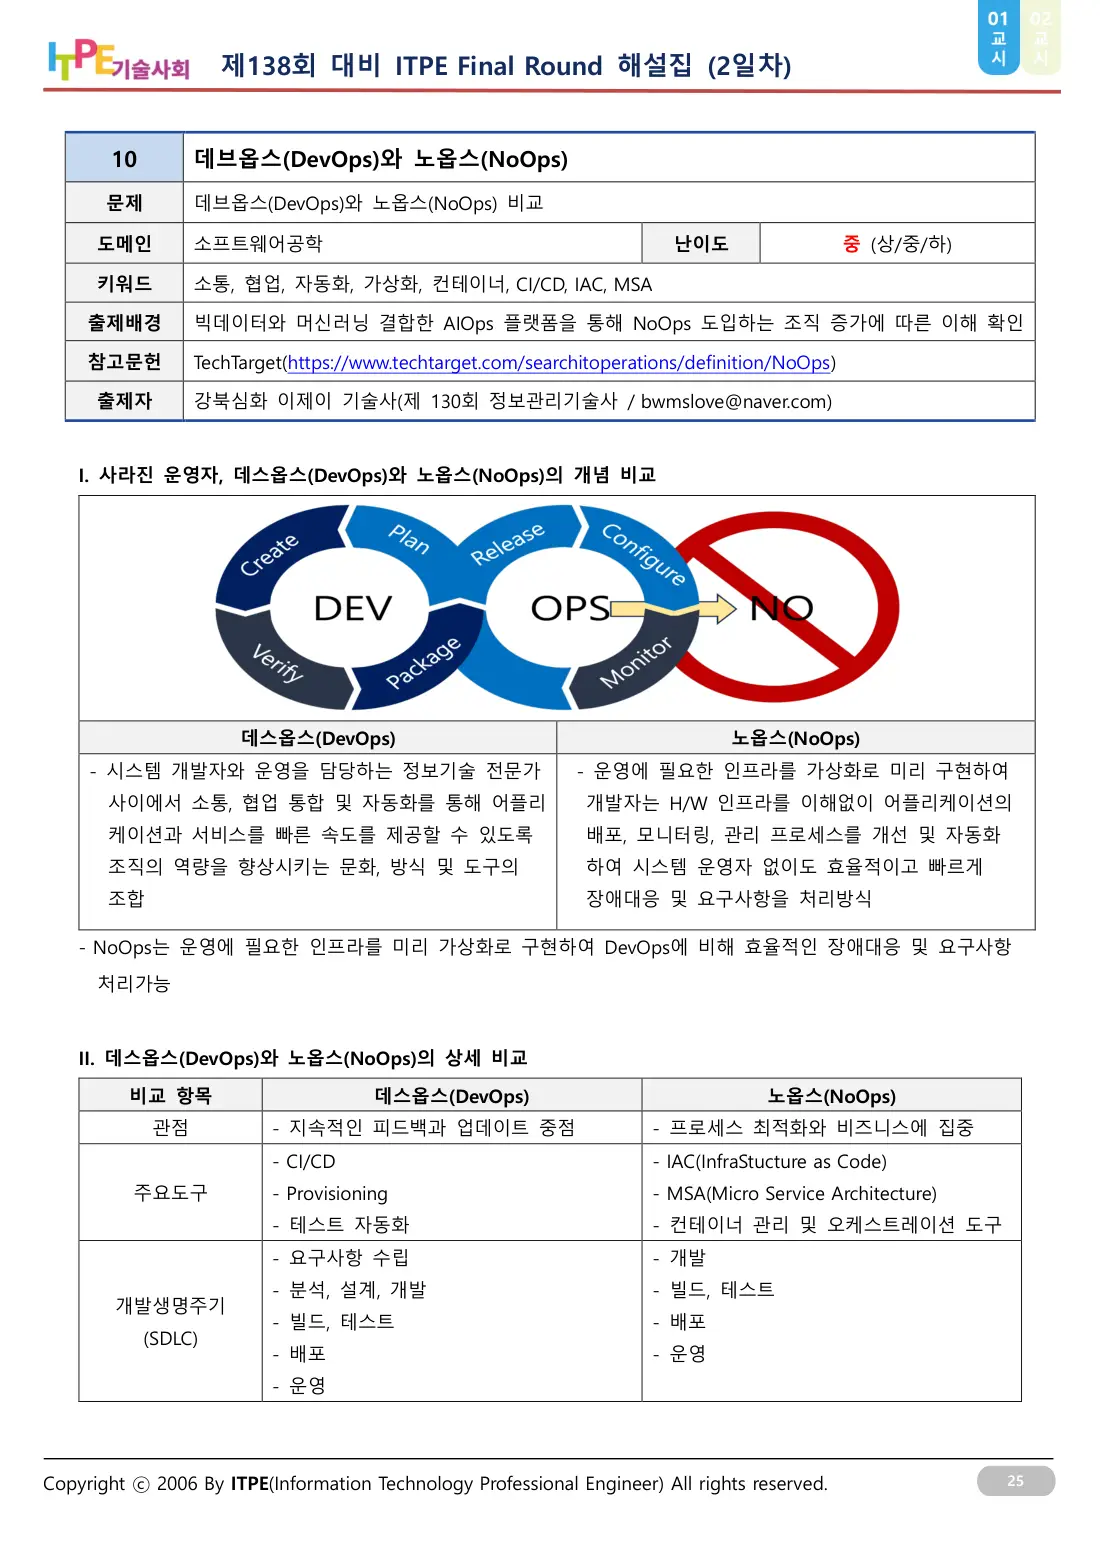 ITPE기술사회 제138회 대비 ITPE Final Round 해설집 (2일차)
01 교 시
02 교 시
10 데브옵스(DevOps)와 노옵스(NoOps)
문제 데브옵스(DevOps)와 노옵스(NoOps) 비교
도메인 소프트웨어공학 난이도 중 (상/중/하)
키워드 소통, 협업, 자동화, 가상화, 컨테이너, CI/CD, IAC, MSA
출제배경 빅데이터와 머신러닝 결합한 AIOps 플랫폼을 통해 NoOps 도입하는 조직 증가에 따른 이해 확인
참고문헌 TechTarget(https://www.techtarget.com/searchitoperations/definition/NoOps)
출제자 강북심화 이제이 기술사(제 130회 정보관리기술사 / bwmslove@naver.com)
I. 사라진 운영자, 데스옵스(DevOps)와 노옵스(NoOps)의 개념 비교
Create Plan Release Configure
DEV OPS NO
Verify Package Monitor
데스옵스(DevOps) 노옵스(NoOps)
- 시스템 개발자와 운영을 담당하는 정보기술 전문가
사이에서 소통, 협업 통합 및 자동화를 통해 어플리
케이션과 서비스를 빠른 속도를 제공할 수 있도록
조직의 역량을 향상시키는 문화, 방식 및 도구의
조합
- 운영에 필요한 인프라를 가상화로 미리 구현하여
개발자는 H/W 인프라를 이해없이 어플리케이션의
배포, 모니터링, 관리 프로세스를 개선 및 자동화
하여 시스템 운영자 없이도 효율적이고 빠르게
장애대응 및 요구사항을 처리방식
- NoOps는 운영에 필요한 인프라를 미리 가상화로 구현하여 DevOps에 비해 효율적인 장애대응 및 요구사항
처리가능
II. 데스옵스(DevOps)와 노옵스(NoOps)의 상세 비교
비교 항목 데스옵스(DevOps) 노옵스(NoOps)
관점 - 지속적인 피드백과 업데이트 중점 - 프로세스 최적화와 비즈니스에 집중
주요도구
- CI/CD
- Provisioning
- 테스트 자동화
- IAC(InfraStucture as Code)
- MSA(Micro Service Architecture)
- 컨테이너 관리 및 오케스트레이션 도구
개발생명주기
(SDLC)
- 요구사항 수립
- 분석, 설계, 개발
- 빌드, 테스트
- 배포
- 운영
- 개발
- 빌드, 테스트
- 배포
- 운영
Copyright ⓒ 2006 By ITPE(Information Technology Professional Engineer) All rights reserved.
25